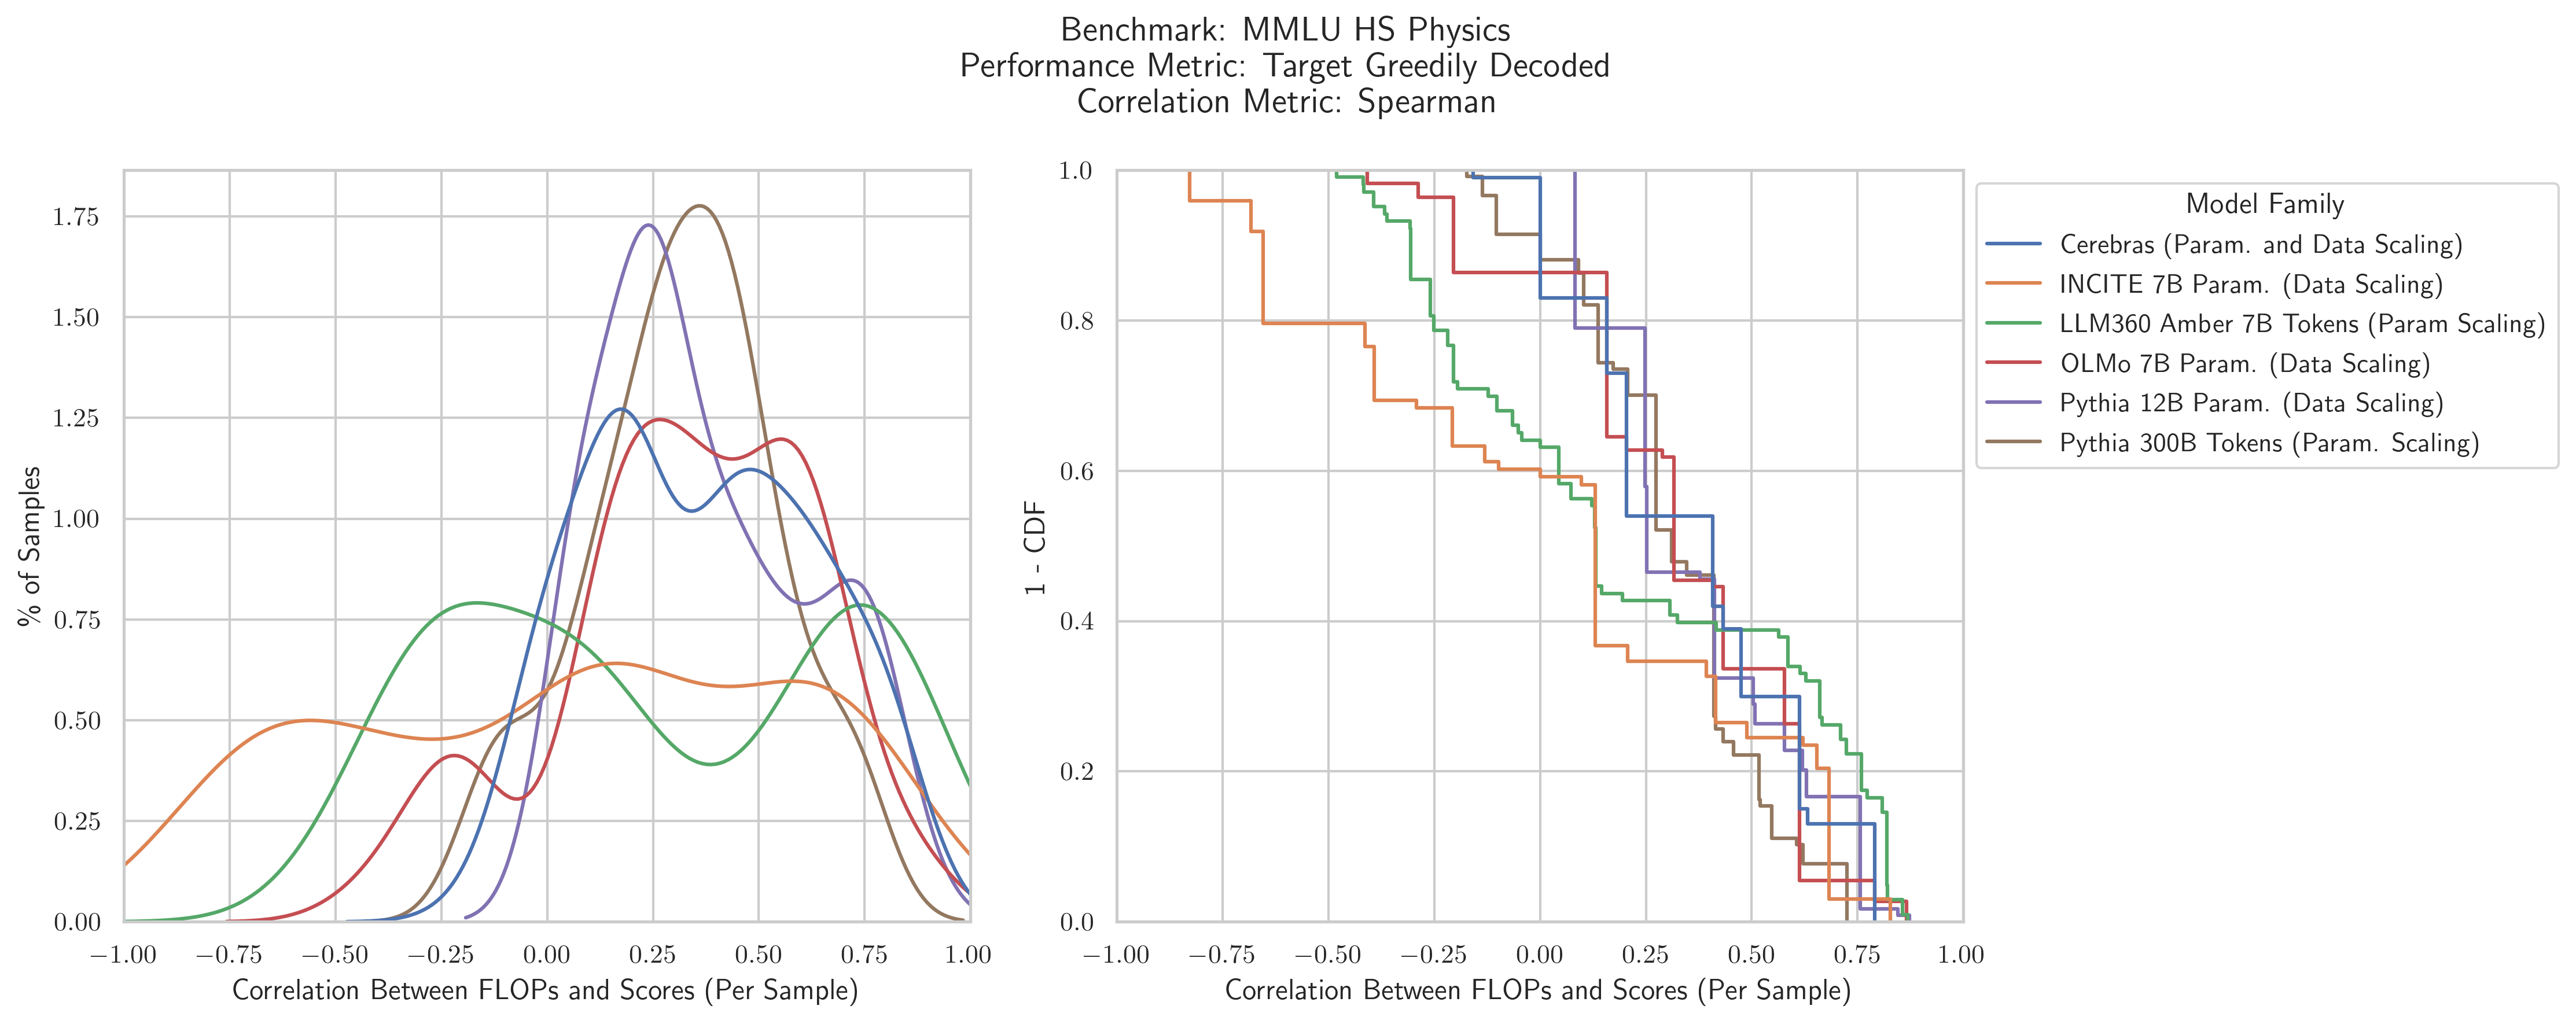 Benchmark: MMLU HS Physics
Performance Metric: Target Greedily Decoded
Correlation Metric: Spearman
% of Samples
1.75
1.50
1.25
1.00
0.75
0.50
0.25
0.00
−1.00 −0.75 −0.50 −0.25 0.00 0.25 0.50 0.75 1.00
Correlation Between FLOPs and Scores (Per Sample)
1 - CDF
1.0
0.8
0.6
0.4
0.2
0.0
−1.00 −0.75 −0.50 −0.25 0.00 0.25 0.50 0.75 1.00
Correlation Between FLOPs and Scores (Per Sample)
Model Family
Cerebras (Param. and Data Scaling)
INCITE 7B Param. (Data Scaling)
LLM360 Amber 7B Tokens (Param Scaling)
OLMo 7B Param. (Data Scaling)
Pythia 12B Param. (Data Scaling)
Pythia 300B Tokens (Param. Scaling)